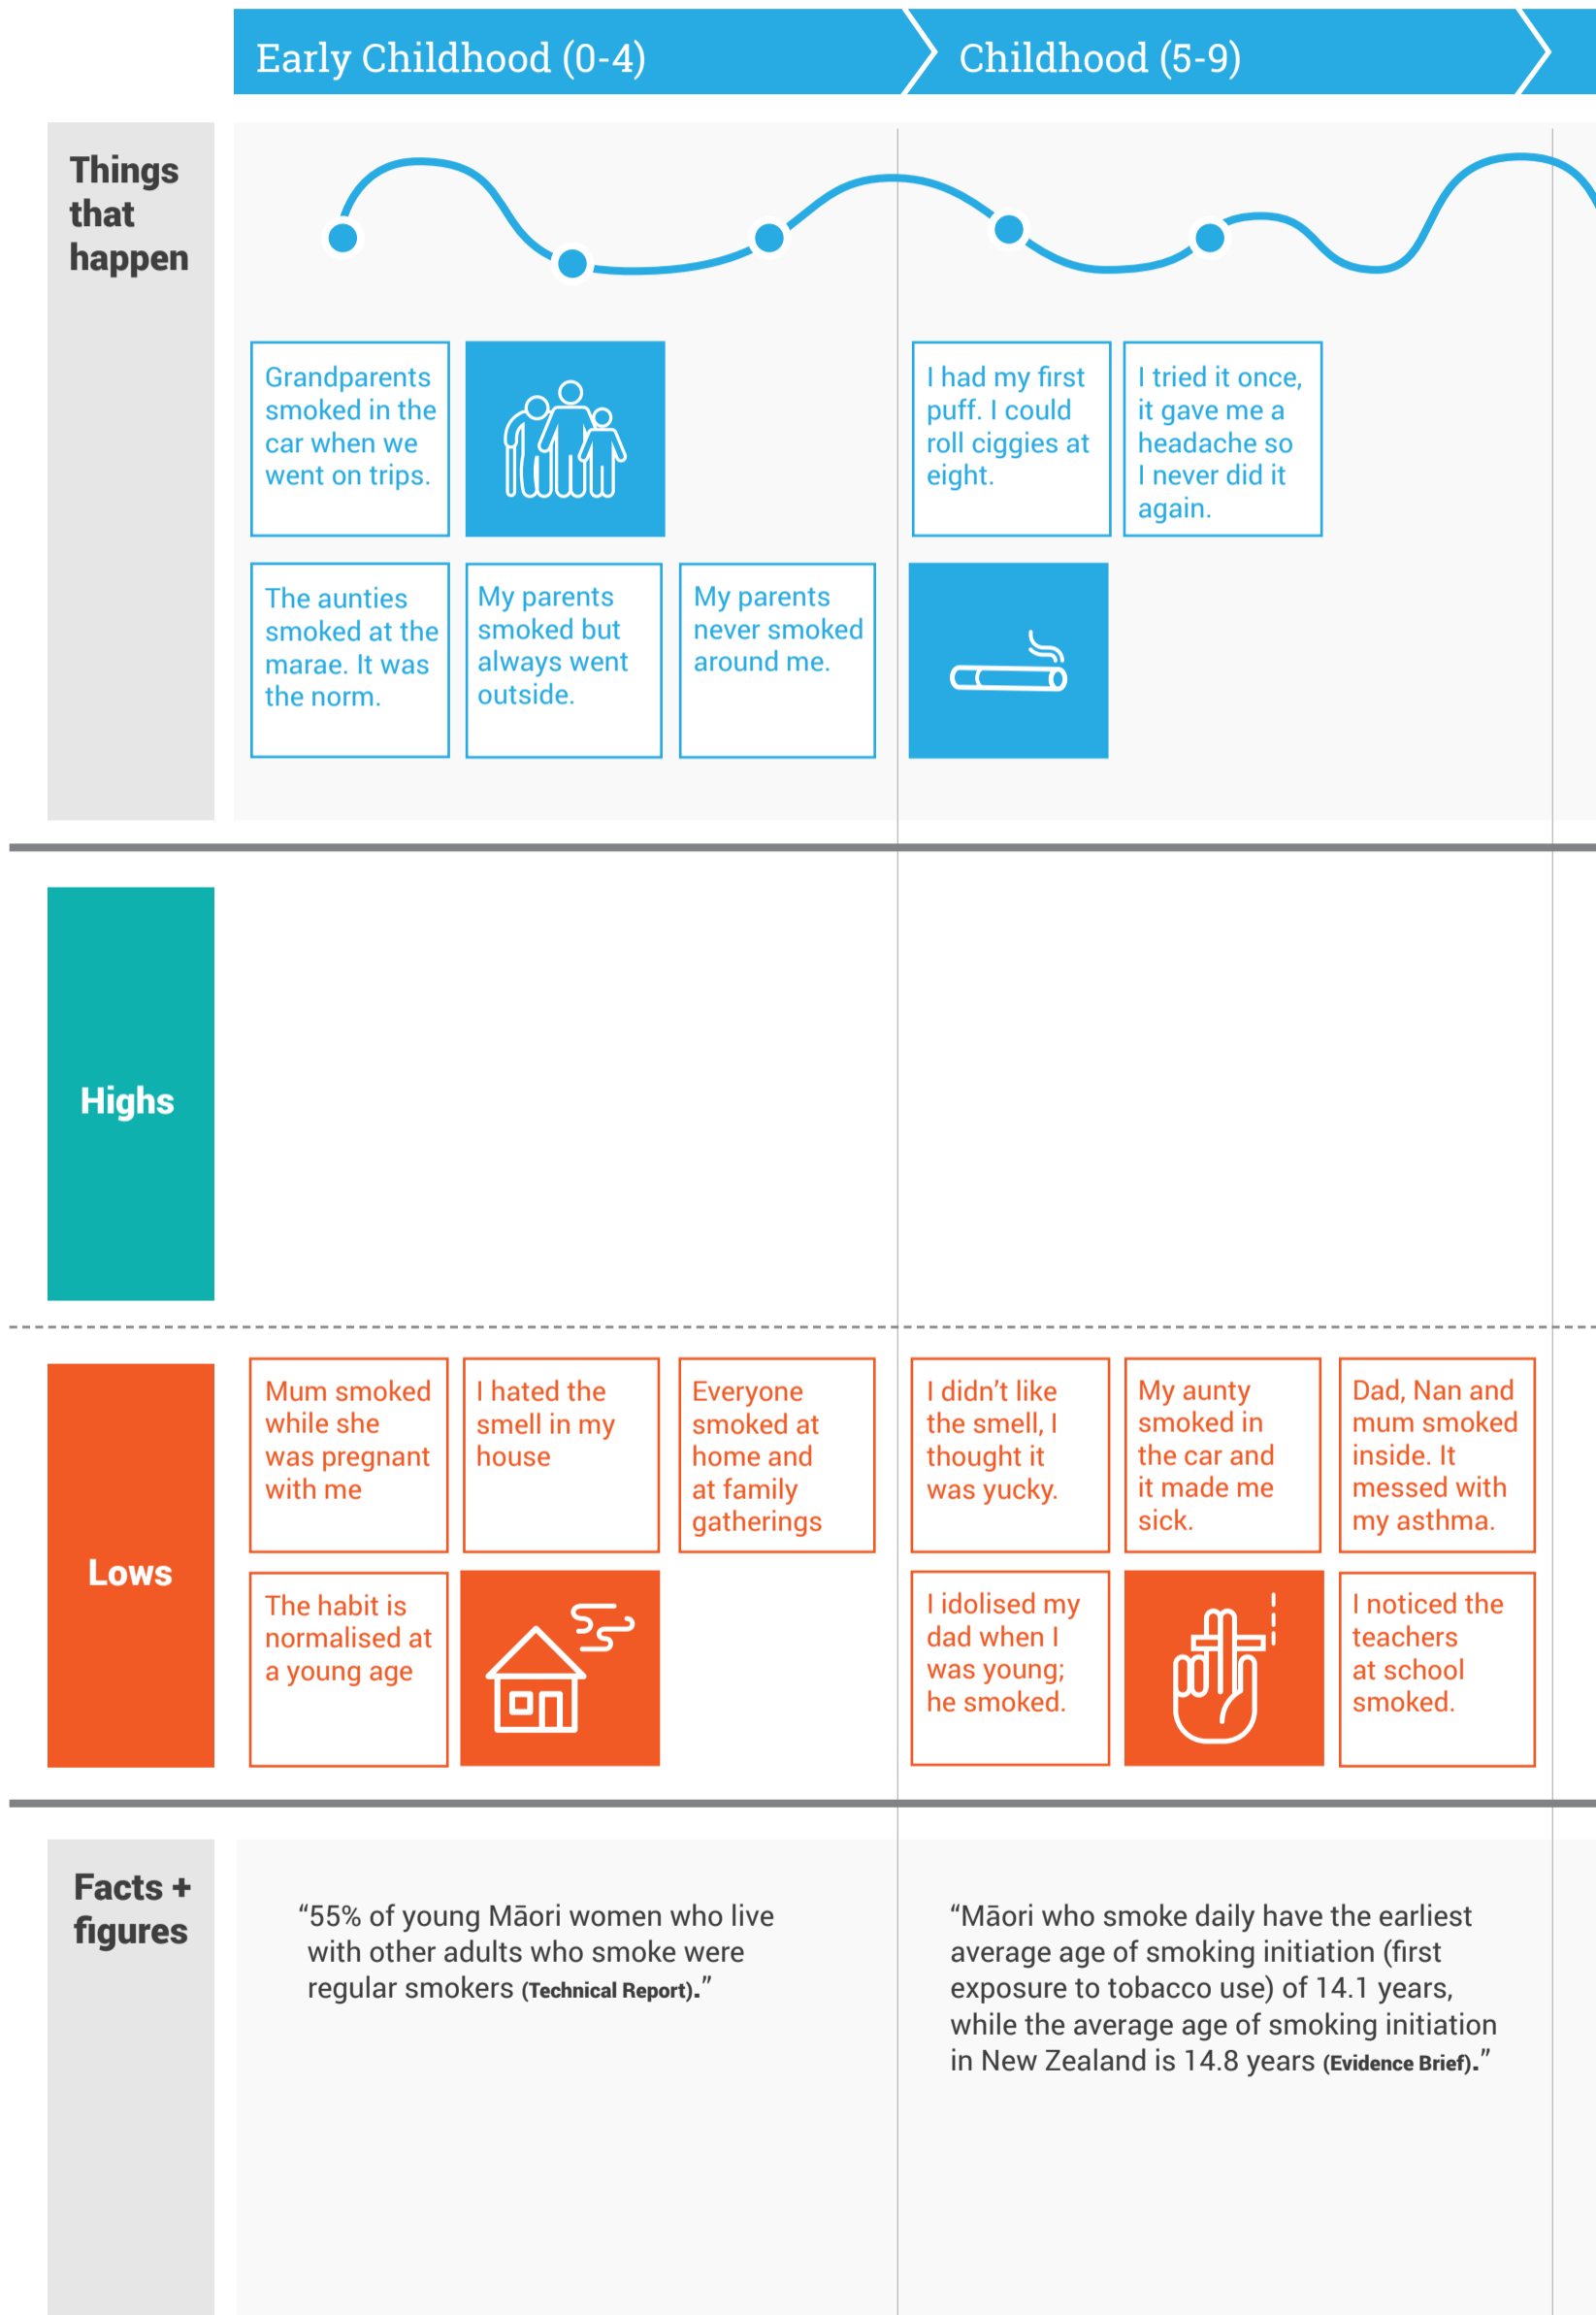 Early Childhood (0-4)
Childhood (5-9)
Things
that
happen
Grandparents
smoked in the
car when we
went on trips.
I had my first
puff. I could
roll ciggies at
eight.
I tried it once,
it gave me a
headache so
I never did it
again.
The aunties
smoked at the
marae. It was
the norm.
My parents
smoked but
always went
outside.
My parents
never smoked
around me.
Highs
Lows
Mum smoked
while she
was pregnant
with me
I hated the
smell in my
house
Everyone
smoked at
home and
at family
gatherings
I didn’t like
the smell, I
thought it
was yucky.
My aunty
smoked in
the car and
it made me
sick.
Dad, Nan and
mum smoked
inside. It
messed with
my asthma.
The habit is
normalised at
a young age
I idolised my
dad when I
was young;
he smoked.
I noticed the
teachers
at school
smoked.
Facts +
figures
“55% of young Māori women who live
with other adults who smoke were
regular smokers (Technical Report).”
“Māori who smoke daily have the earliest
average age of smoking initiation (first
exposure to tobacco use) of 14.1 years,
while the average age of smoking initiation
in New Zealand is 14.8 years (Evidence Brief).”